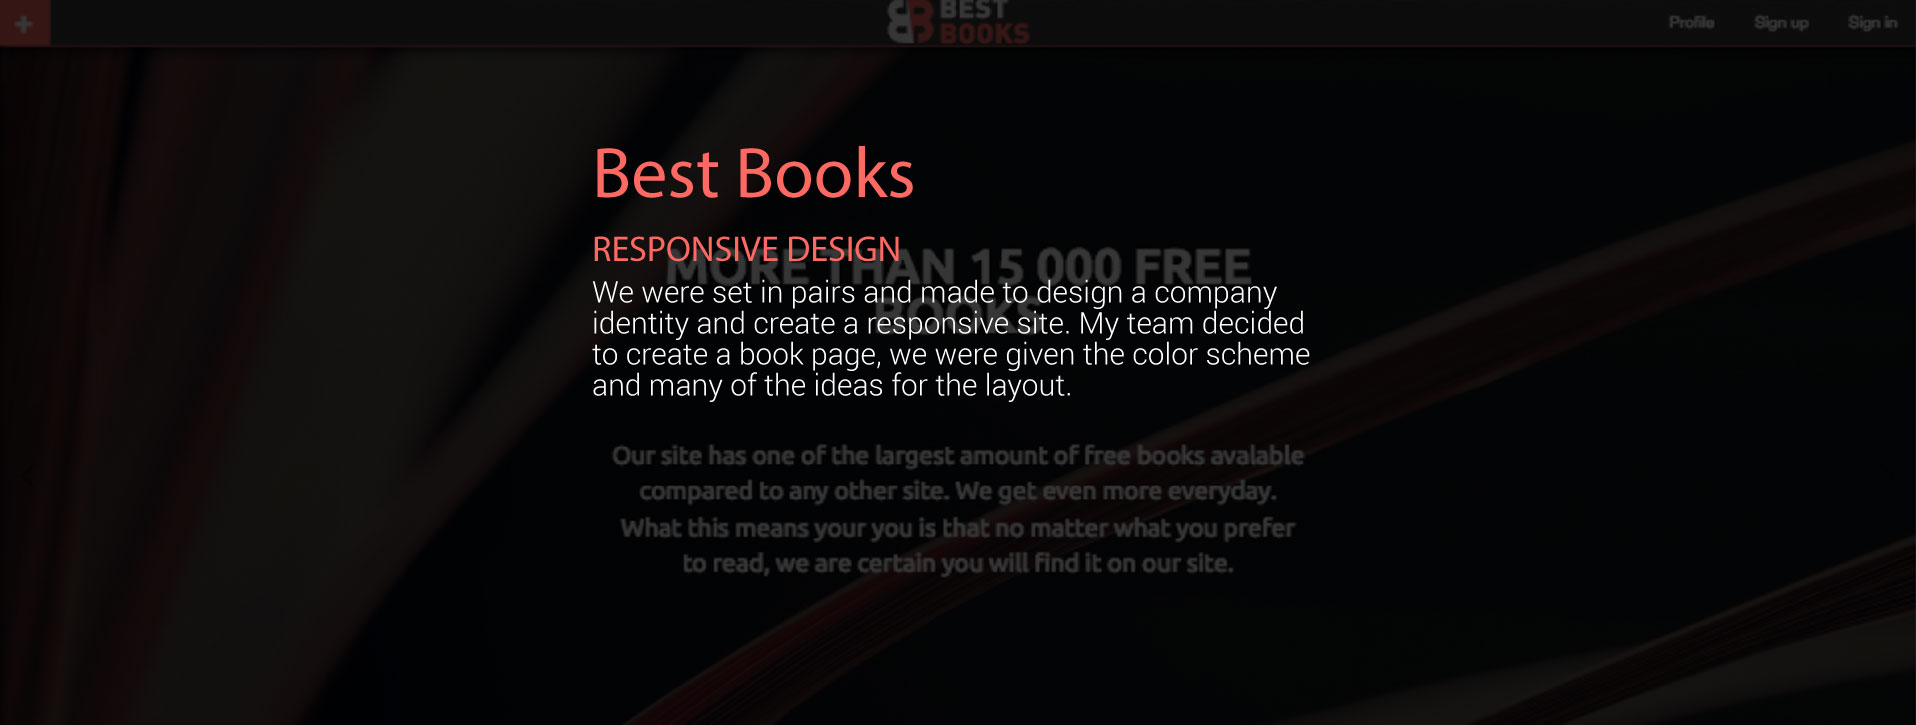 BEST
BOOKS
Profile Sign up Sign in
Best Books
RESPONSIVE DESIGN
MORE THAN 15 000 FREE
BOOKS
We were set in pairs and made to design a company
identity and create a responsive site. My team decided
to create a book page, we were given the color scheme
and many of the ideas for the layout.
Our site has one of the largest amount of free books avalable
compared to any other site. We get even more everyday.
What this means your you is that no matter what you prefer
to read, we are certain you will find it on our site.